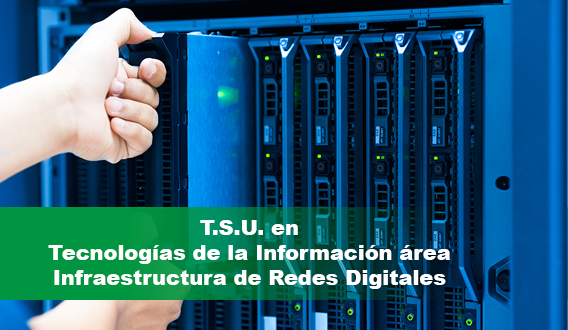 T.S.U. en
Tecnologías de la Información área
Infraestructura de Redes Digitales